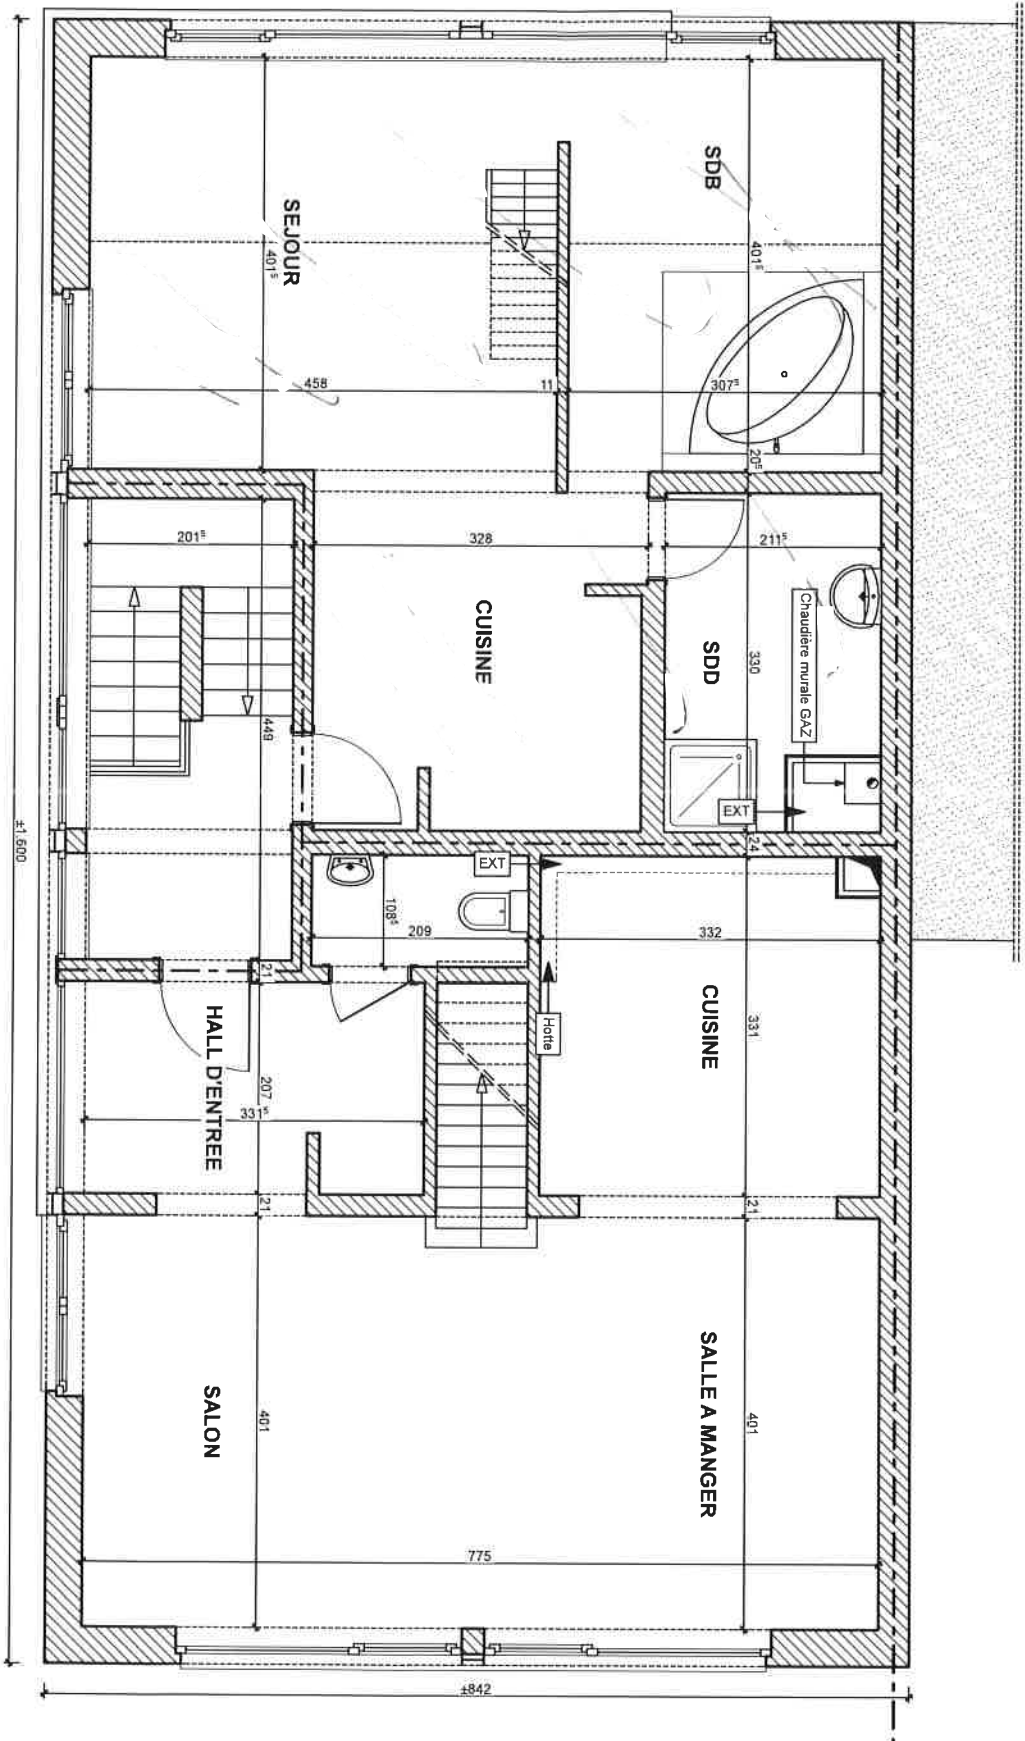 SDB
401⁵
SEJOUR
401⁵
458
11
307⁵
20⁵
201⁵
328
211⁵
CUISINE
SDD
330
Chaudière murale GAZ
449
EXT
24
±1.600
EXT
108⁵
209
332
21
CUISINE
331
Hotte
HALL D'ENTREE
207
331⁵
21
21
SALLE A MANGER
SALON
401
401
775
±842